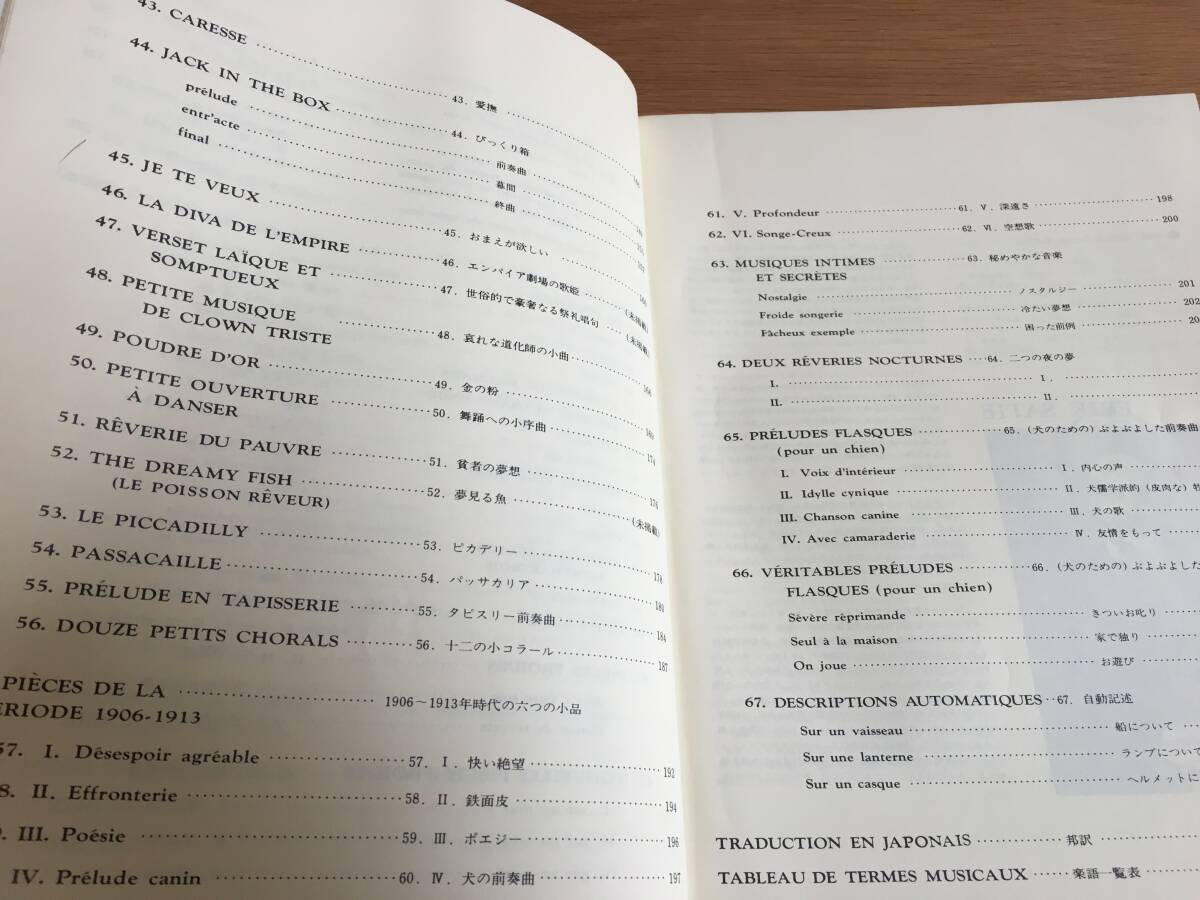 43. CARESSE ········ 43. 愛撫 ········
44. JACK IN THE BOX ········ 44. びっくり箱
prélude ········ 前奏曲 ········
entr'acte ········ 幕間 ········
final ········ 終曲 ········
45. JE TE VEUX ········ 45. おまえが欲しい ········
46. LA DIVA DE L'EMPIRE ········ 46. エンパイア劇場の歌姫 ········
47. VERSET LAÏQUE ET ········ 47. 世俗的で豪著なる祭礼唱句 ···· (未掲載)
SOMPTUEUX
48. PETITE MUSIQUE ········ 48. 哀れな道化師の小曲 ········
DE CLOWN TRISTE
49. POUDRE D'OR ········ 49. 金の粉 ········
50. PETITE OUVERTURE ········ 50. 舞踊への小序曲 ········
À DANSER
51. RÊVERIE DU PAUVRE ········ 51. 貧者の夢想 ········
52. THE DREAMY FISH ········ 52. 夢見る魚 ········ (未掲載)
(LE POISSON RÊVEUR)
53. LE PICCADILLY ········ 53. ピカデリー ········ 178
54. PASSACAILLE ········ 54. パッサカリア ········ 180
55. PRÉLUDE EN TAPISSERIE ········ 55. タピスリー前奏曲 ········ 184
56. DOUZE PETITS CHORALS ········ 56. 十二の小コラール ········ 187
PIÈCES DE LA ········ 1906〜1913年時代の六つの小品
ERIODE 1906-1913
57. I. Désespoir agréable ········ 57. Ⅰ. 快い絶望 ········ 193
8. II. Effronterie ········ 58. II. 鉄面皮 ········ 194
III. Poésie ········ 59. Ⅲ. ポエジー ········ 196
IV. Prélude canin ········ 60. Ⅳ. 犬の前奏曲 ········ 197
61. V. Profondeur ········ 61. Ⅴ. 深遠さ ········ 198
62. VI. Songe-Creux ········ 62. Ⅵ. 空想歌 ········ 200
63. MUSIQUES INTIMES ········ 63. 秘めやかな音楽
ET SECRÈTES
Nostalgie ········ ノスタルジー ········ 201
Froide songerie ········ 冷たい夢想 ········ 202
Fâcheux exemple ········ 困った前例 ········
64. DEUX RÊVERIES NOCTURNES ···· 64. 二つの夜の夢
I. ········ Ⅰ. ········
II. ········ Ⅱ. ········
65. PRÉLUDES FLASQUES ········ 65. (犬のための) ぶよぶよした前奏曲
(pour un chien)
I. Voix d'intérieur ········ Ⅰ. 内心の声 ········
II. Idylle cynique ········ Ⅱ. 犬儒学派的 (皮肉な)
III. Chanson canine ········ Ⅲ. 犬の歌 ········
IV. Avec camaraderie ········ Ⅳ. 友情をもって ········
66. VÉRITABLES PRÉLUDES ········ 66. (犬のための) ぶよぶよした
FLASQUES (pour un chien)
Sévère réprimande ········ きついお叱り ········
Seul à la maison ········ 家で独り ········
On joue ········ お遊び ········
67. DESCRIPTIONS AUTOMATIQUES ·· 67. 自動記述
Sur un vaisseau ········ 船について ····
Sur une lanterne ········ ランプについて
Sur un casque ········ ヘルメットに
TRADUCTION EN JAPONAIS ········ 邦訳 ········
TABLEAU DE TERMES MUSICAUX ······ 楽語一覧表 ········